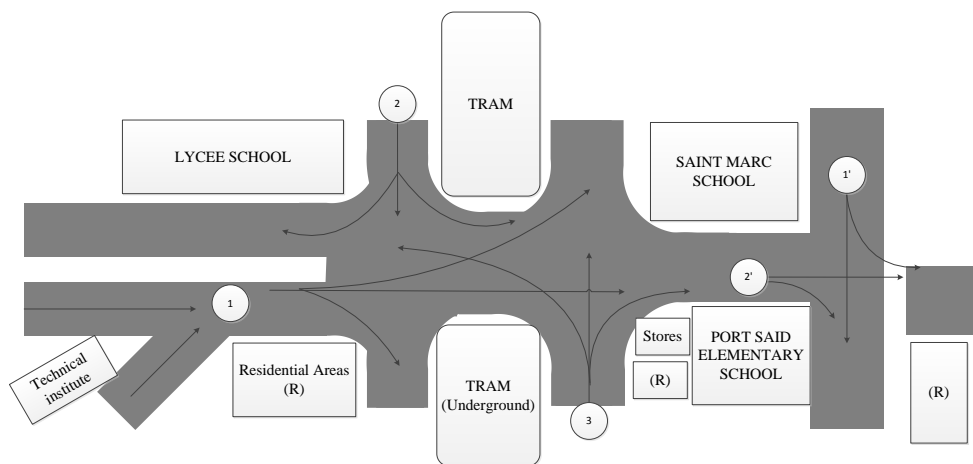 2
TRAM
LYCEE SCHOOL
SAINT MARC
SCHOOL
1'
2'
1
Technical
institute
Residential Areas
(R)
TRAM
(Underground)
3
Stores
(R)
PORT SAID
ELEMENTARY
SCHOOL
(R)